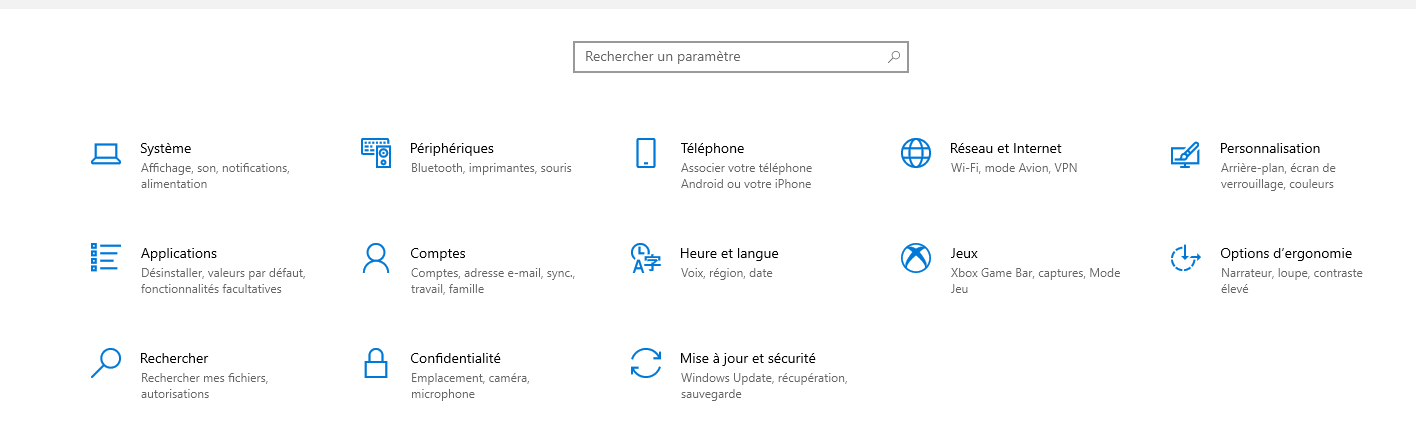 Rechercher un paramètre
Système
Affichage, son, notifications,
alimentation
Périphériques
Bluetooth, imprimantes, souris
Téléphone
Associer votre téléphone
Android ou votre iPhone
Réseau et Internet
Wi-Fi, mode Avion, VPN
Personnalisation
Arrière-plan, écran de
verrouillage, couleurs
Applications
Désinstaller, valeurs par défaut,
fonctionnalités facultatives
Comptes
Comptes, adresse e-mail, sync.,
travail, famille
Heure et langue
Voix, région, date
Jeux
Xbox Game Bar, captures, Mode
Jeu
Options d’ergonomie
Narrateur, loupe, contraste
élevé
Rechercher
Rechercher mes fichiers,
autorisations
Confidentialité
Emplacement, caméra,
microphone
Mise à jour et sécurité
Windows Update, récupération,
sauvegarde